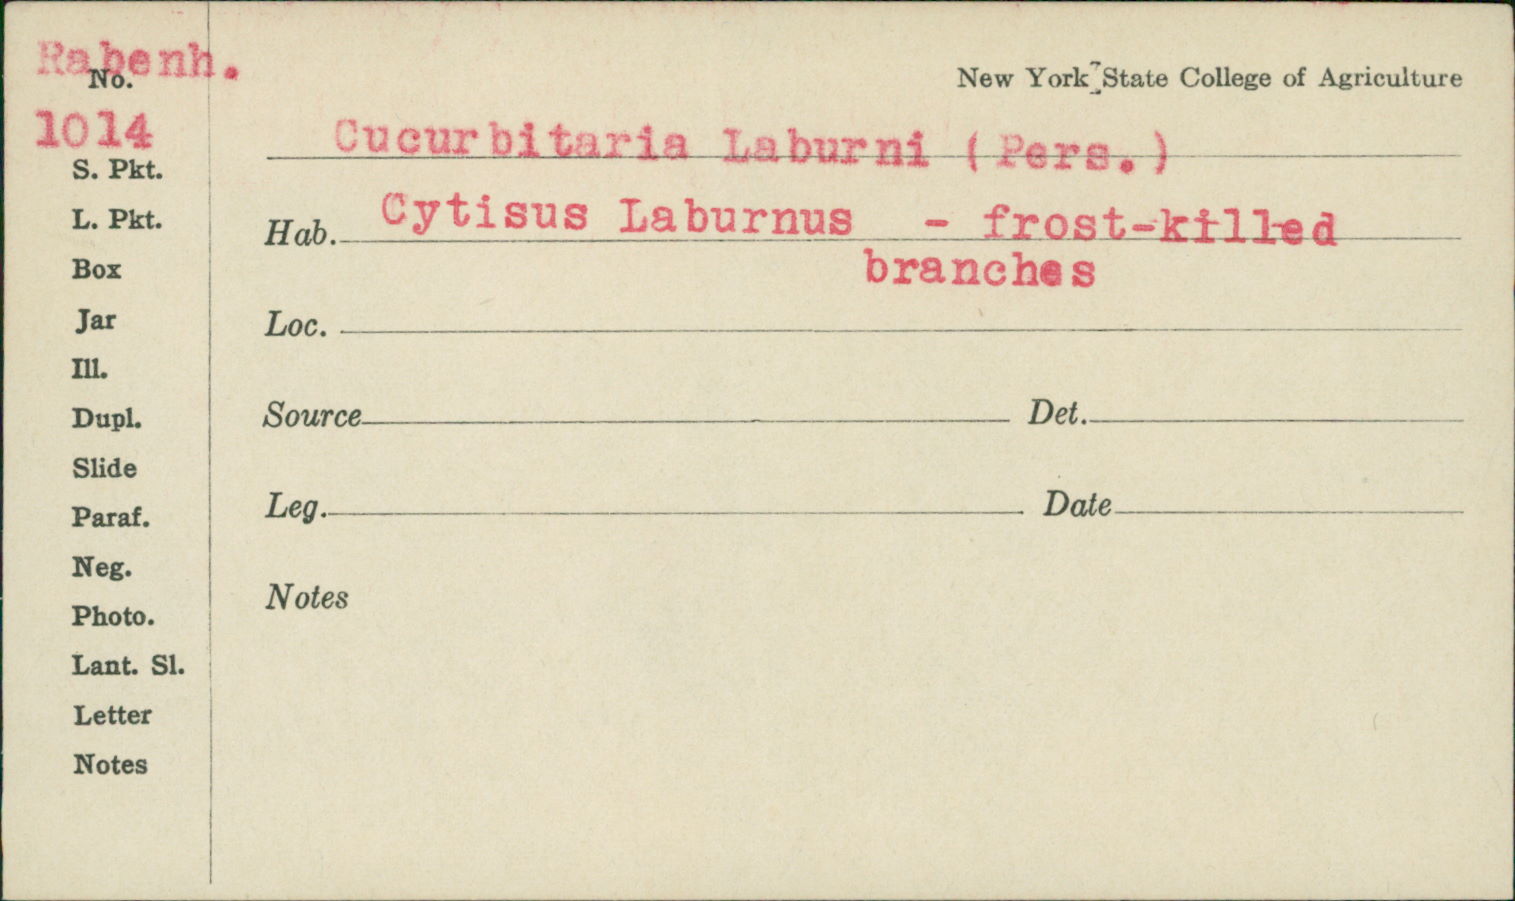 Rabenh.
No.
1014
New York State College of Agriculture
Cucurbitaria Laburni (Pers.)
S. Pkt.
L. Pkt.
Hab. Cytisus Laburnus - frost-killed
branches
Box
Jar
Loc.
Ill.
Dupl.
Source Det.
Slide
Paraf.
Leg. Date
Neg.
Notes
Photo.
Lant. Sl.
Letter
Notes